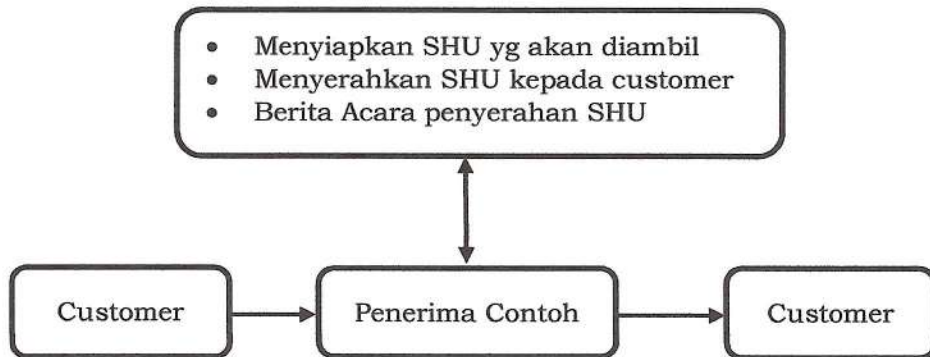 • Menyiapkan SHU yg akan diambil
• Menyerahkan SHU kepada customer
• Berita Acara penyerahan SHU
Customer
Penerima Contoh
Customer